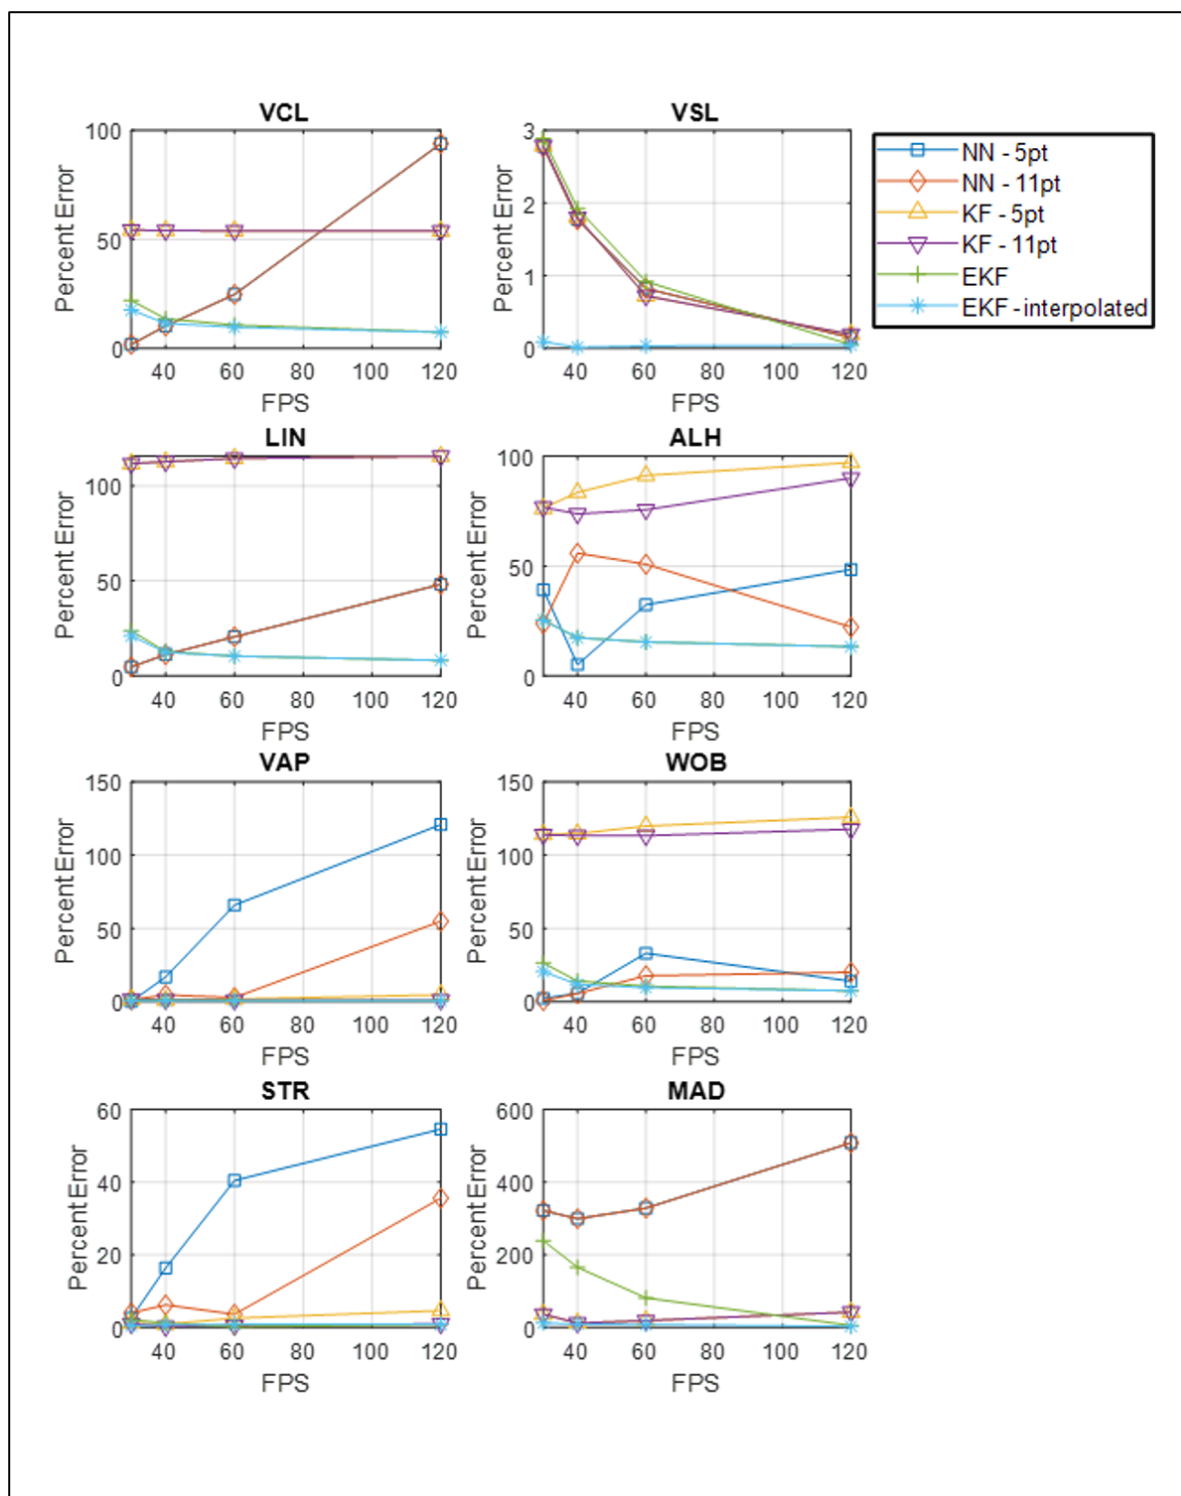 VCL
Percent Error
100
50
0
40 60 80 100 120
FPS
VSL
Percent Error
3
2
1
0
40 60 80 100 120
FPS
NN - 5pt
NN - 11pt
KF - 5pt
KF - 11pt
EKF
EKF - interpolated
LIN
Percent Error
100
50
0
40 60 80 100 120
FPS
ALH
Percent Error
100
50
0
40 60 80 100 120
FPS
VAP
Percent Error
150
100
50
0
40 60 80 100 120
FPS
WOB
Percent Error
150
100
50
0
40 60 80 100 120
FPS
STR
Percent Error
60
40
20
0
40 60 80 100 120
FPS
MAD
Percent Error
600
400
200
0
40 60 80 100 120
FPS